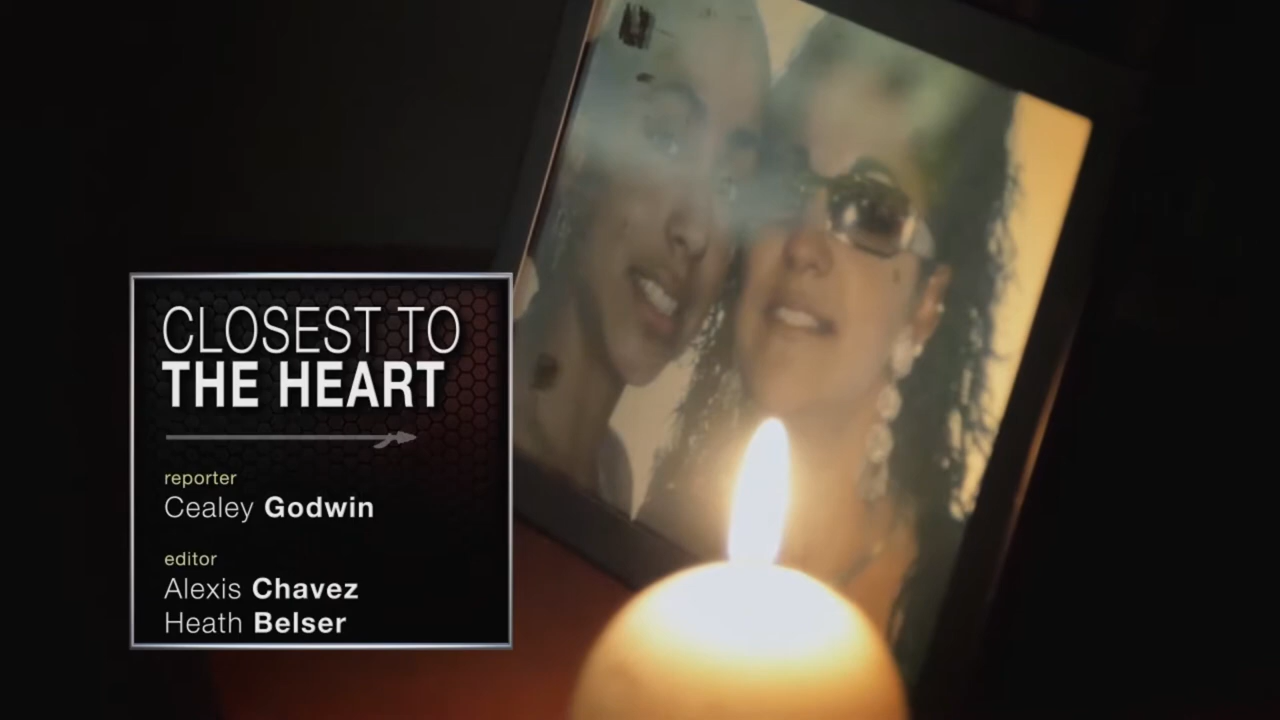 CLOSEST TO
THE HEART
reporter
Cealey Godwin
editor
Alexis Chavez
Heath Belser